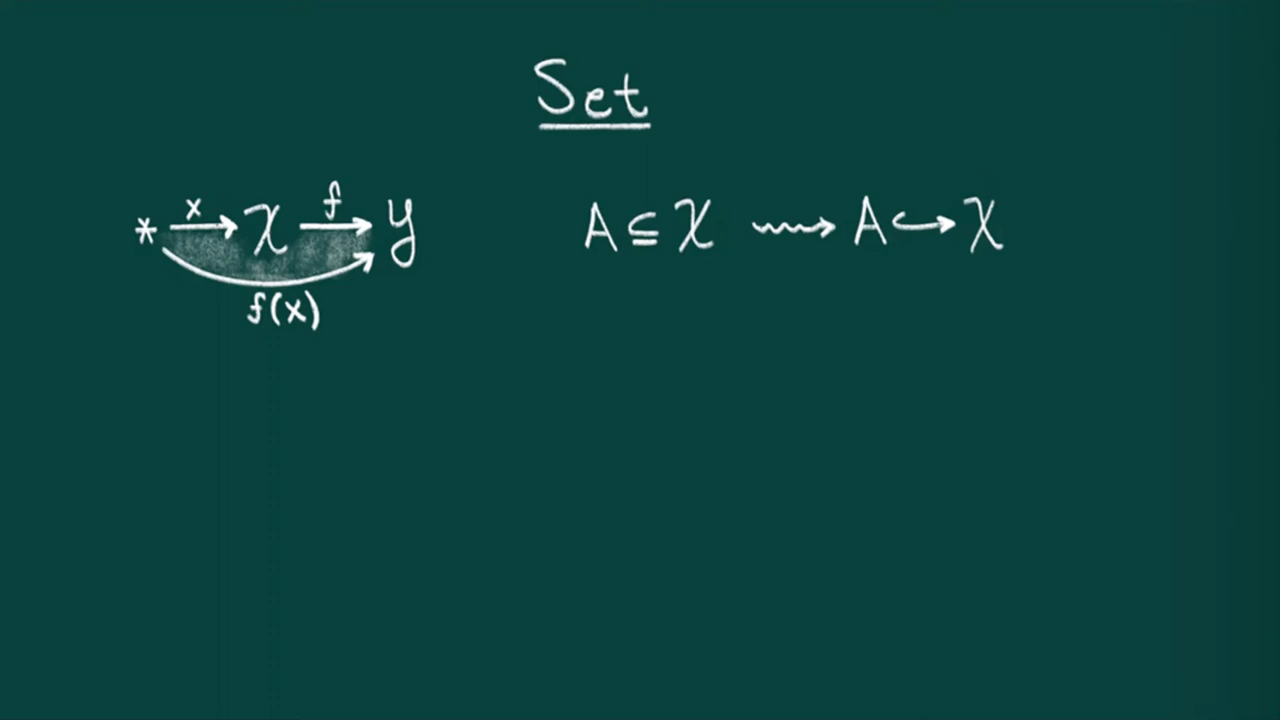 Set
* x→ X f→ Y A ⊆ X ⟿ A ↪ X
f(x)